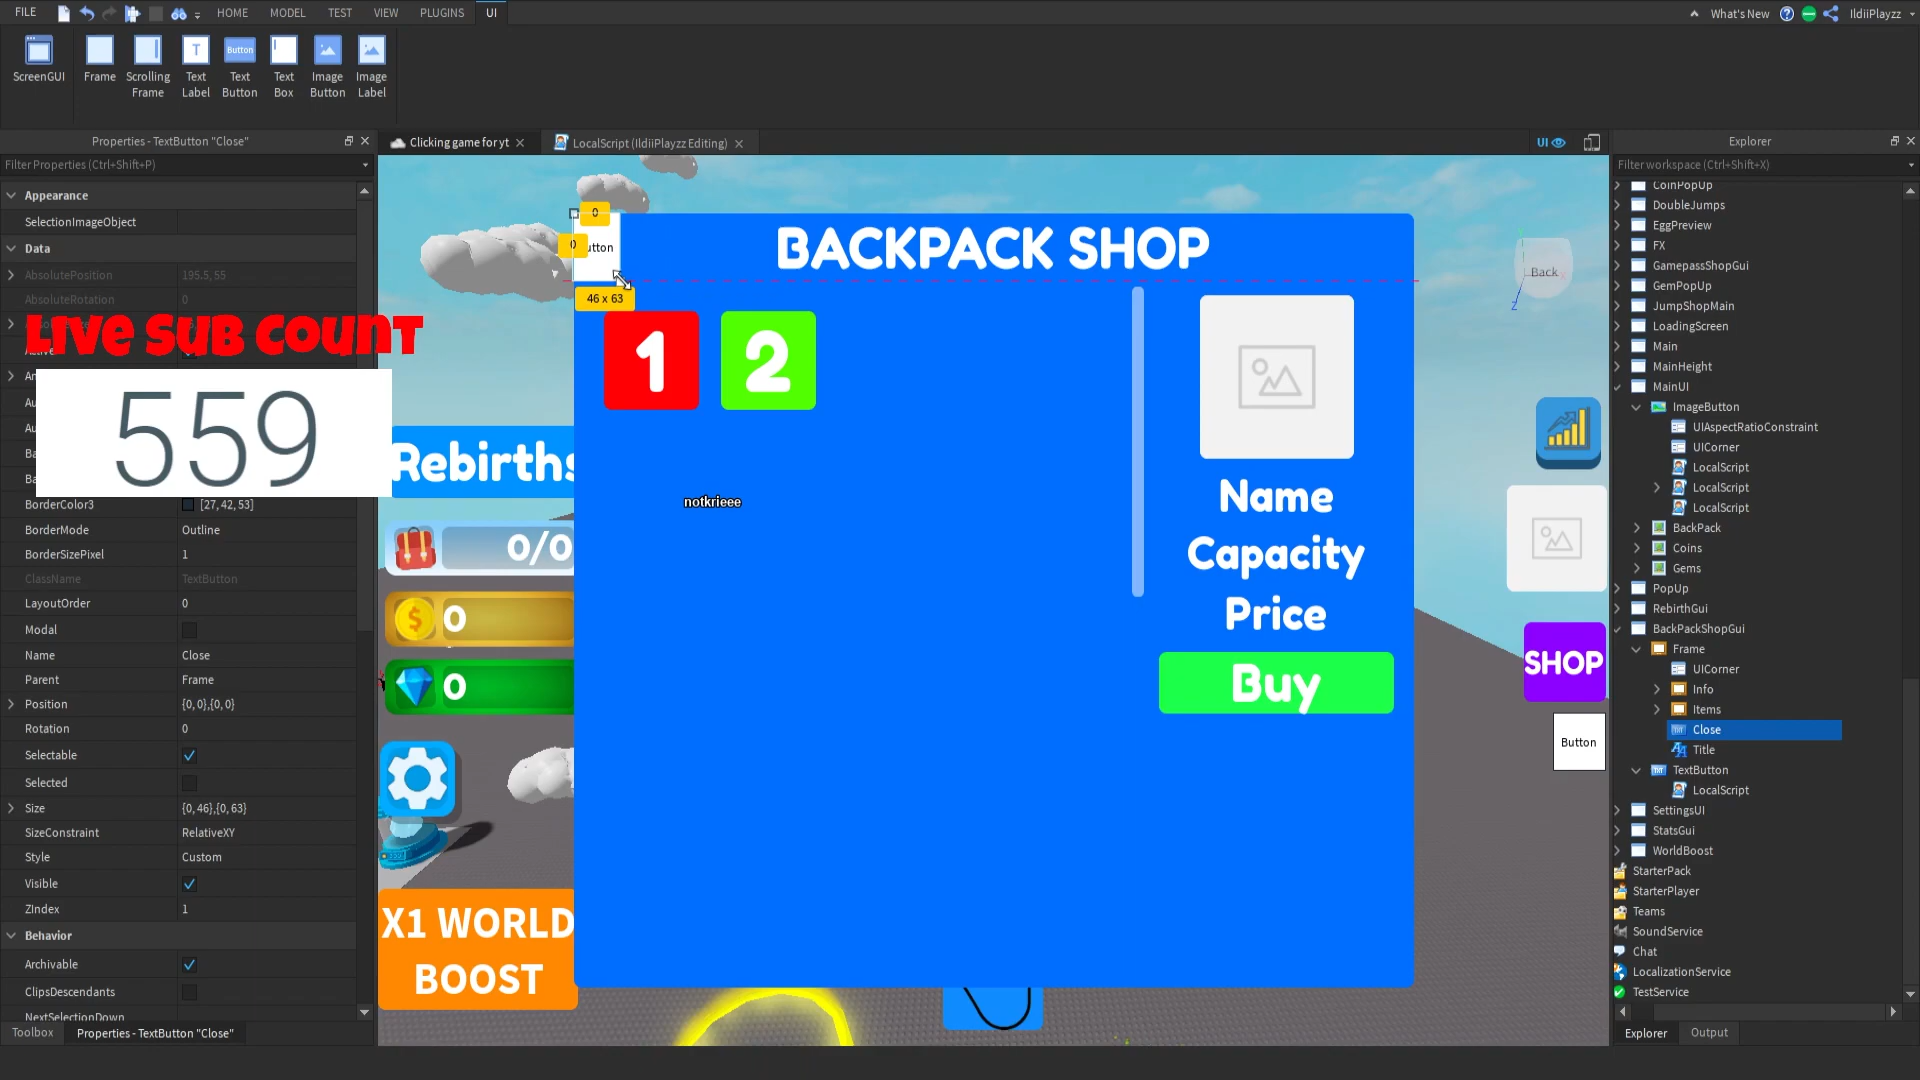 FILE HOME MODEL TEST VIEW PLUGINS UI What's New IldiiPlayzz
ScreenGUI Frame Scrolling Frame Text Label Text Button Button Text Box Image Button Image Label
Properties - TextButton "Close"
Filter Properties (Ctrl+Shift+P)
Appearance
SelectionImageObject
Data
AbsolutePosition 195.5, 55
AbsoluteRotation 0
LIVE SUB COUNT
559
BorderColor3 [27, 42, 53]
BorderMode Outline
BorderSizePixel 1
ClassName TextButton
LayoutOrder 0
Modal
Name Close
Parent Frame
Position {0, 0},{0, 0}
Rotation 0
Selectable
Selected
Size {0, 46},{0, 63}
SizeConstraint RelativeXY
Style Custom
Visible
ZIndex 1
Behavior
Archivable
ClipsDescendants
NextSelectionDown
Toolbox Properties - TextButton "Close"
Clicking game for yt LocalScript (IldiiPlayzz Editing) UI
0
0 utton
46 x 63
BACKPACK SHOP
1 2
notkrieee
Name
Capacity
Price
Buy
Rebirths
0/0
0
0
X1 WORLD
BOOST
Back
Z
SHOP
Button
Explorer
Filter workspace (Ctrl+Shift+X)
CoinPopUp
DoubleJumps
EggPreview
FX
GamepassShopGui
GemPopUp
JumpShopMain
LoadingScreen
Main
MainHeight
MainUI
ImageButton
UIAspectRatioConstraint
UICorner
LocalScript
LocalScript
LocalScript
BackPack
Coins
Gems
PopUp
RebirthGui
BackPackShopGui
Frame
UICorner
Info
Items
Close
Title
TextButton
LocalScript
SettingsUI
StatsGui
WorldBoost
StarterPack
StarterPlayer
Teams
SoundService
Chat
LocalizationService
TestService
Explorer Output